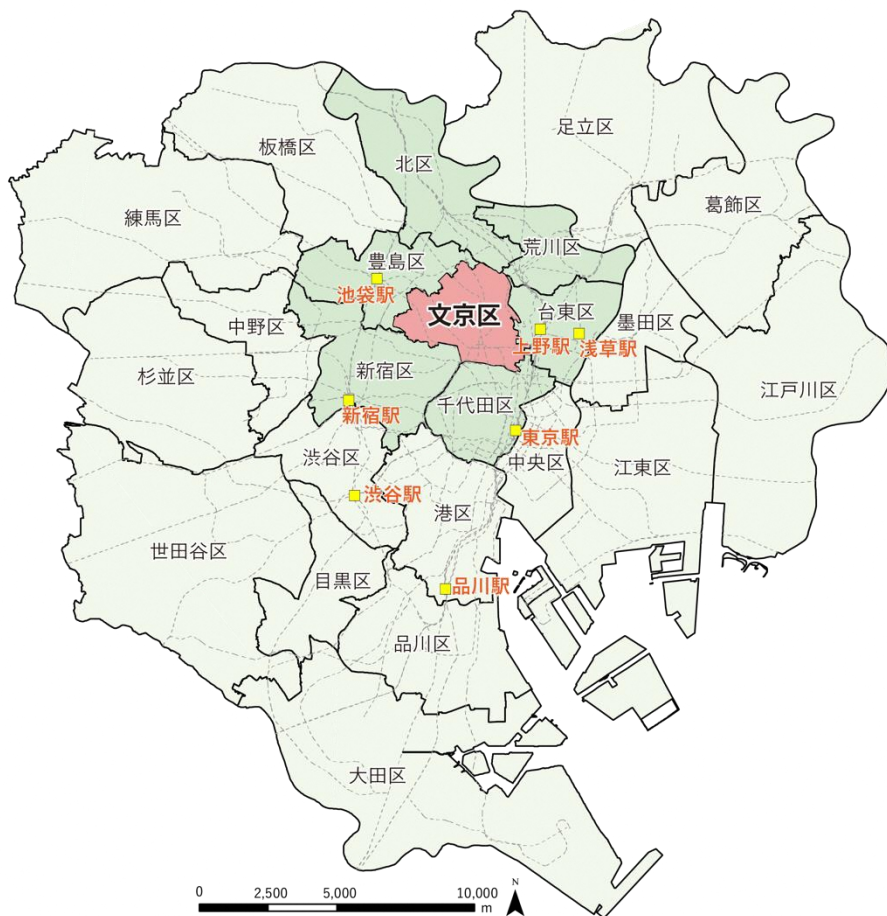 足立区
板橋区
北区
葛飾区
練馬区
荒川区
豊島区
池袋駅
文京区
台東区
墨田区
中野区
上野駅
浅草駅
新宿区
杉並区
江戸川区
千代田区
新宿駅
東京駅
渋谷区
中央区
江東区
渋谷駅
港区
世田谷区
目黒区
品川駅
品川区
大田区
0 2,500 5,000 10,000
m
N